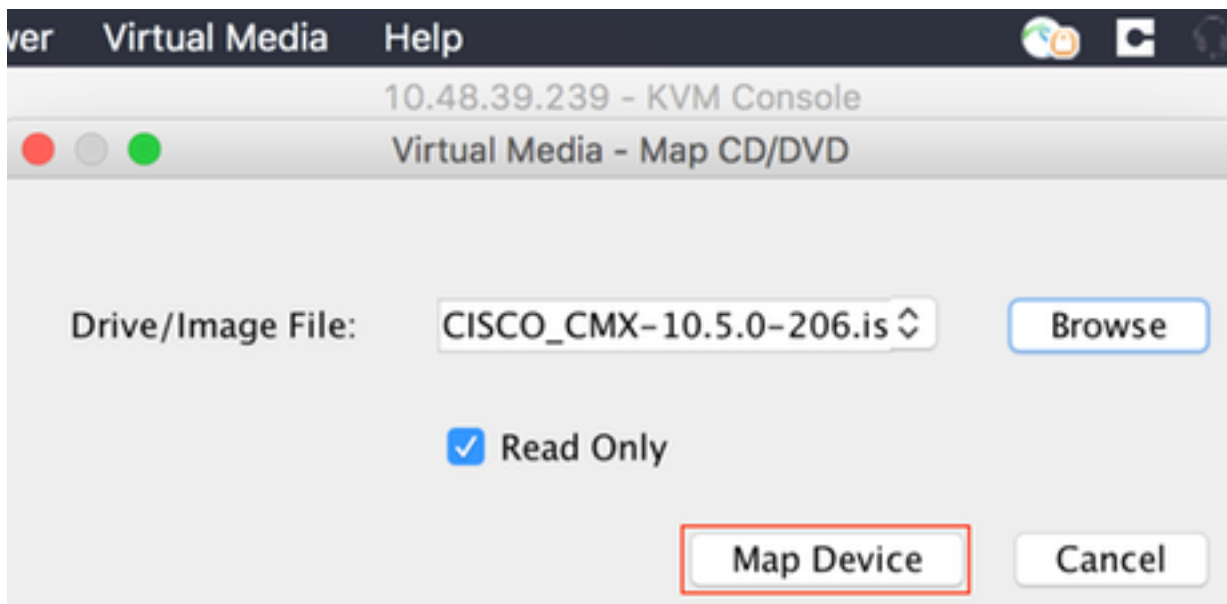 ver Virtual Media Help
10.48.39.239 - KVM Console
Virtual Media - Map CD/DVD
Drive/Image File: CISCO_CMX-10.5.0-206.is Browse
Read Only
Map Device Cancel